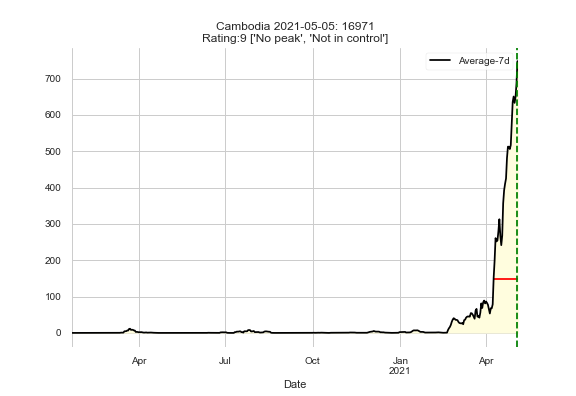 Cambodia 2021-05-05: 16971
Rating:9 ['No peak', 'Not in control']
Average-7d
700
600
500
400
300
200
100
0
Apr Jul Oct Jan Apr
2021
Date